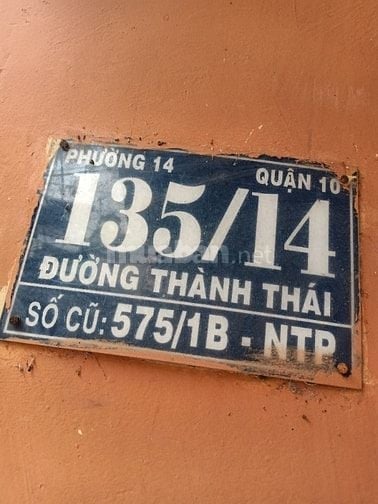 PHƯỜNG 14 QUẬN 10
135/14
ĐƯỜNG THÀNH THÁI
SỐ CŨ: 575/1B - NTP